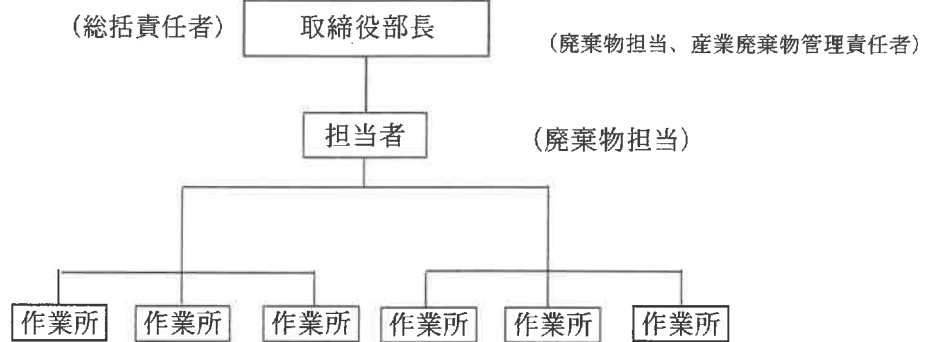 (総括責任者) 取締役部長 (廃棄物担当、産業廃棄物管理責任者)
担当者 (廃棄物担当)
作業所 作業所 作業所 作業所 作業所 作業所